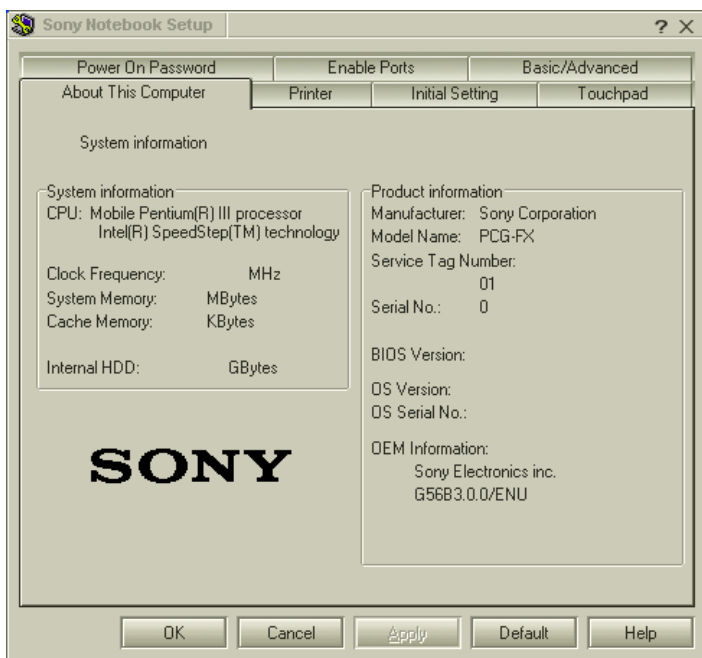 Sony Notebook Setup
Power On Password
Enable Ports
Basic/Advanced
About This Computer
Printer
Initial Setting
Touchpad
System information
System information
CPU: Mobile Pentium(R) III processor
Intel(R) SpeedStep(TM) technology
Clock Frequency: MHz
System Memory: MBytes
Cache Memory: KBytes
Internal HDD: GBytes
SONY
Product information
Manufacturer: Sony Corporation
Model Name: PCG-FX
Service Tag Number:
01
Serial No.: 0
BIOS Version:
OS Version:
OS Serial No.:
OEM Information:
Sony Electronics inc.
G56B3.0.0/ENU
OK
Cancel
Apply
Default
Help